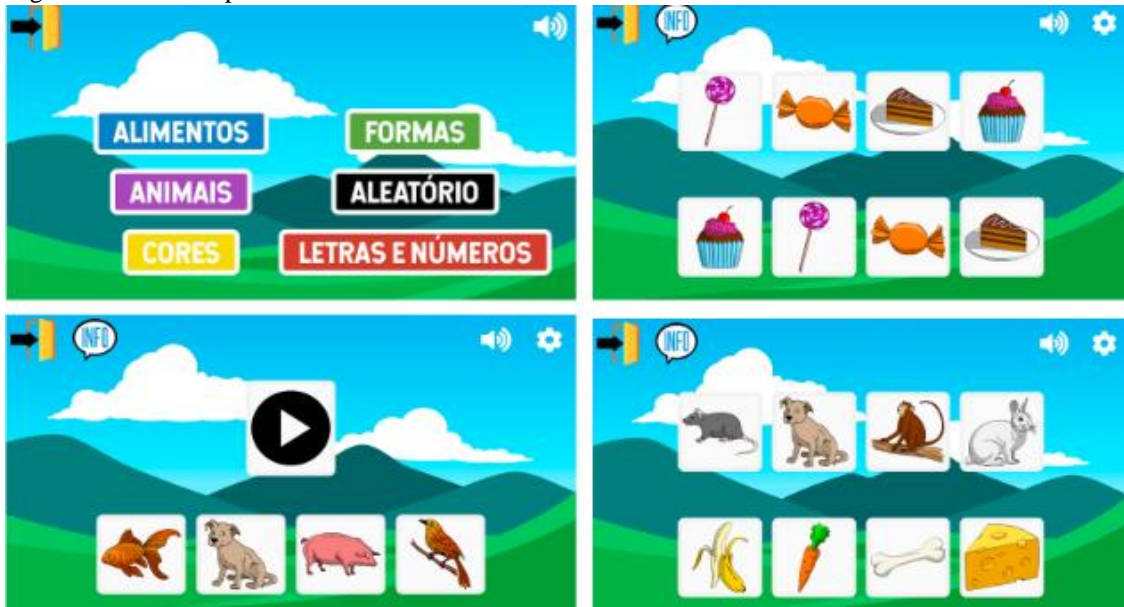 INFO
ALIMENTOS
FORMAS
ANIMAIS
ALEATÓRIO
CORES
LETRAS E NÚMEROS
INFO
INFO